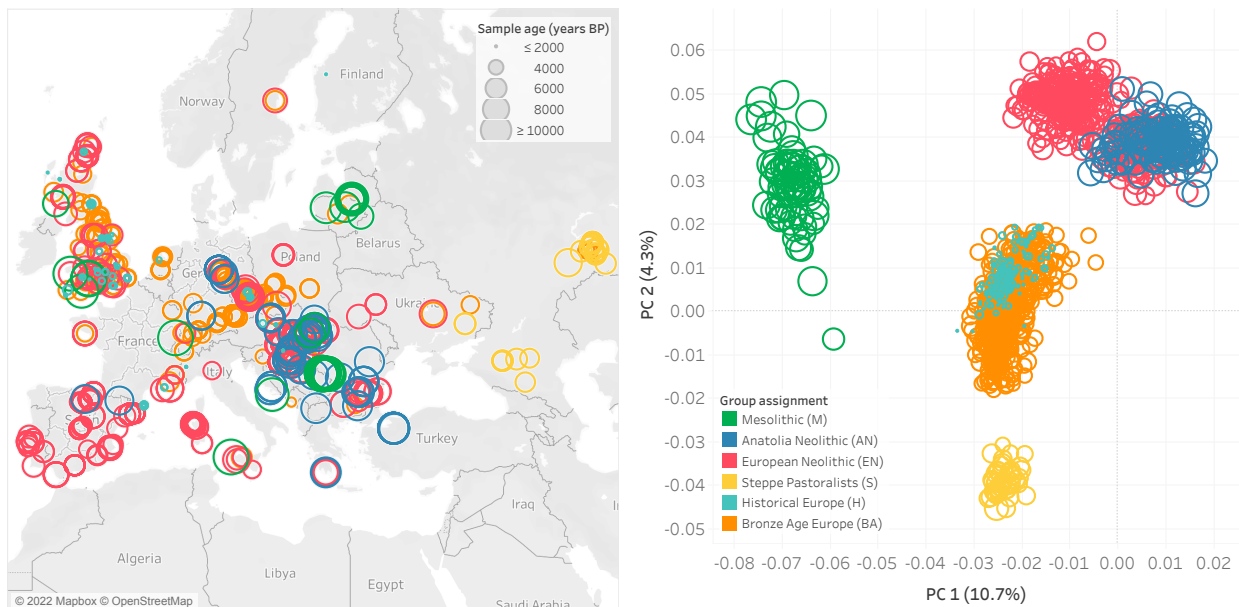 Sample age (years BP)
≤ 2000
4000
6000
8000
≥ 10000
Finland
Norway
Belarus
Poland
Ger
Ukra
France
Italy
S
Turkey
Iraq
Algeria
Libya
Egypt
Saudi Arabia
© 2022 Mapbox © OpenStreetMap
PC 2 (4.3%)
0.06
0.05
0.04
0.03
0.02
0.01
0.00
-0.01
-0.02
-0.03
-0.04
-0.05
Group assignment
Mesolithic (M)
Anatolia Neolithic (AN)
European Neolithic (EN)
Steppe Pastoralists (S)
Historical Europe (H)
Bronze Age Europe (BA)
-0.08 -0.07 -0.06 -0.05 -0.04 -0.03 -0.02 -0.01 0.00 0.01 0.02
PC 1 (10.7%)